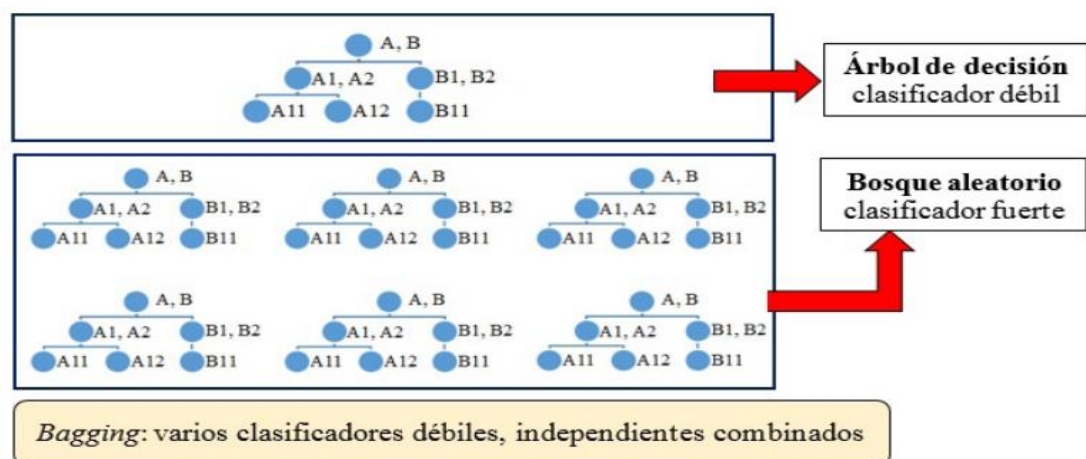 A, B
A1, A2 B1, B2
A11 A12 B11
Árbol de decisión
clasificador débil
A, B A, B A, B
A1, A2 B1, B2 A1, A2 B1, B2 A1, A2 B1, B2
A11 A12 B11 A11 A12 B11 A11 A12 B11
Bosque aleatorio
clasificador fuerte
A, B A, B A, B
A1, A2 B1, B2 A1, A2 B1, B2 A1, A2 B1, B2
A11 A12 B11 A11 A12 B11 A11 A12 B11
Bagging: varios clasificadores débiles, independientes combinados